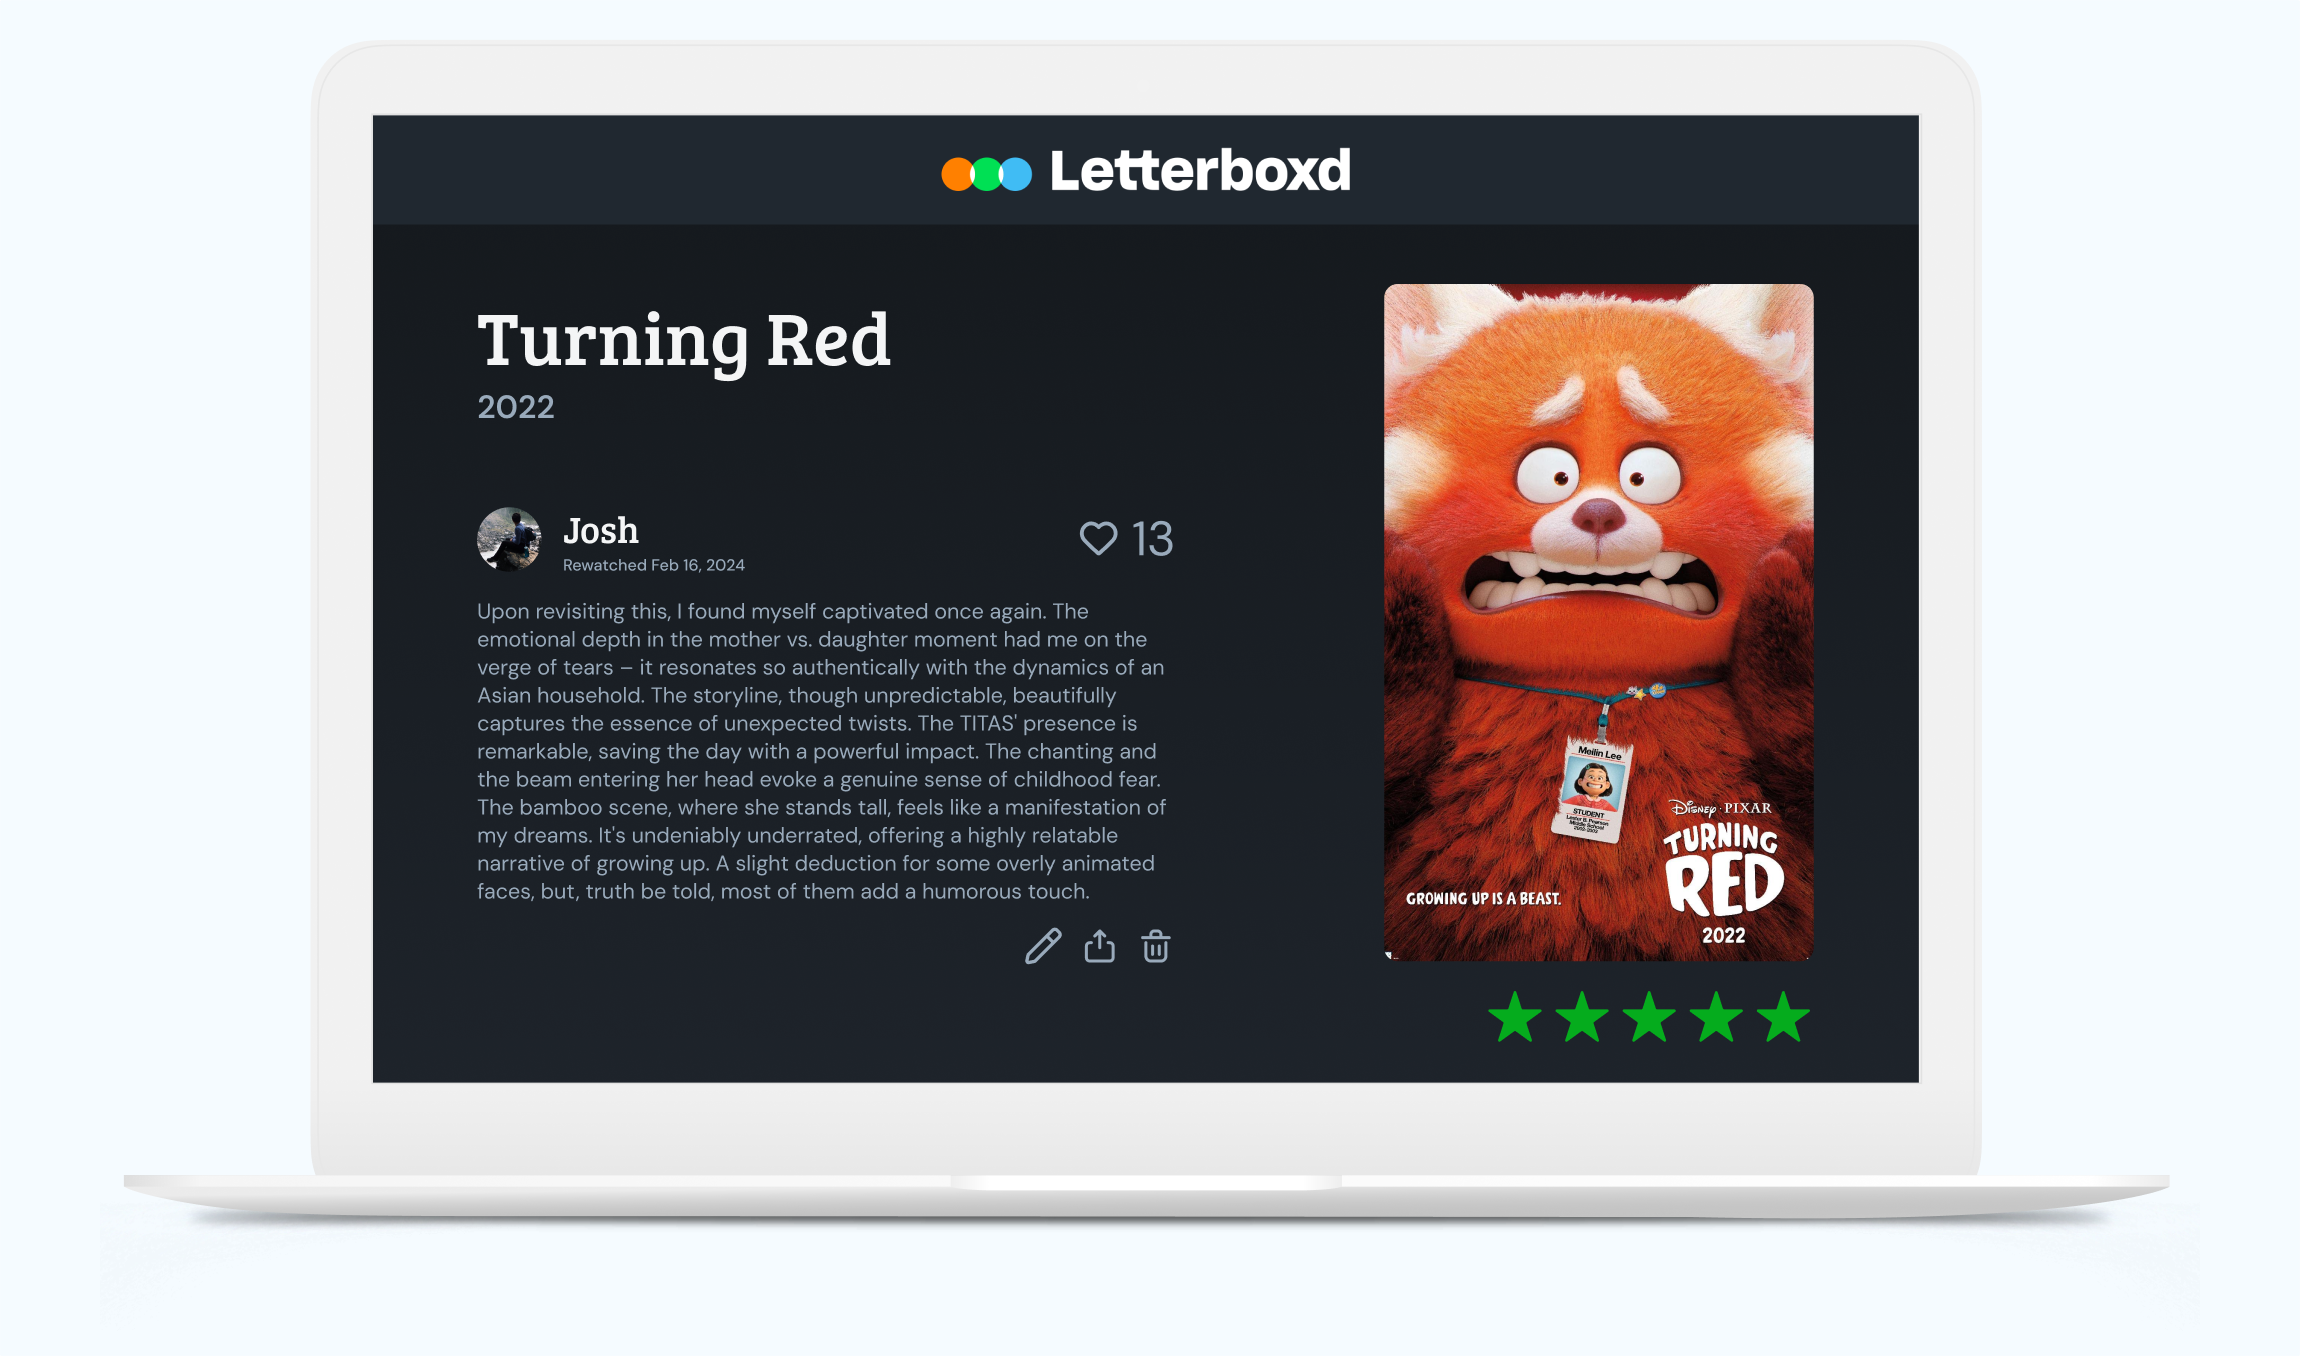 Letterboxd
Turning Red
2022
Josh
Rewatched Feb 16, 2024
13
Upon revisiting this, I found myself captivated once again. The
emotional depth in the mother vs. daughter moment had me on the
verge of tears – it resonates so authentically with the dynamics of an
Asian household. The storyline, though unpredictable, beautifully
captures the essence of unexpected twists. The TITAS' presence is
remarkable, saving the day with a powerful impact. The chanting and
the beam entering her head evoke a genuine sense of childhood fear.
The bamboo scene, where she stands tall, feels like a manifestation of
my dreams. It's undeniably underrated, offering a highly relatable
narrative of growing up. A slight deduction for some overly animated
faces, but, truth be told, most of them add a humorous touch.
Meilin Lee
STUDENT
Lester B. Pearson
Middle School
2002-2003
Disney · PIXAR
TURNING
RED
GROWING UP IS A BEAST.
2022